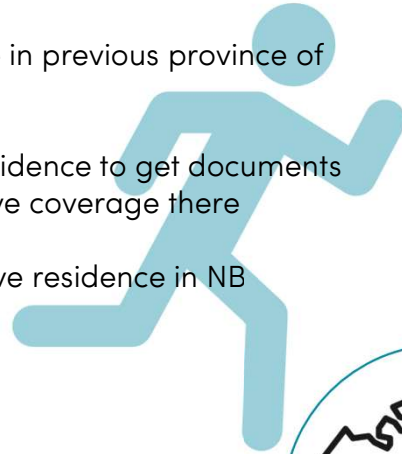 in previous province of
idence to get documents
ve coverage there
ve residence in NB